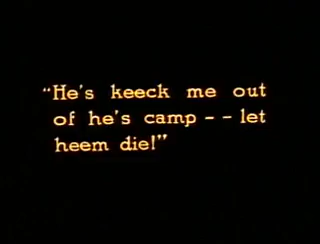 "He's keeck me out
of he's camp - - let
heem die!"